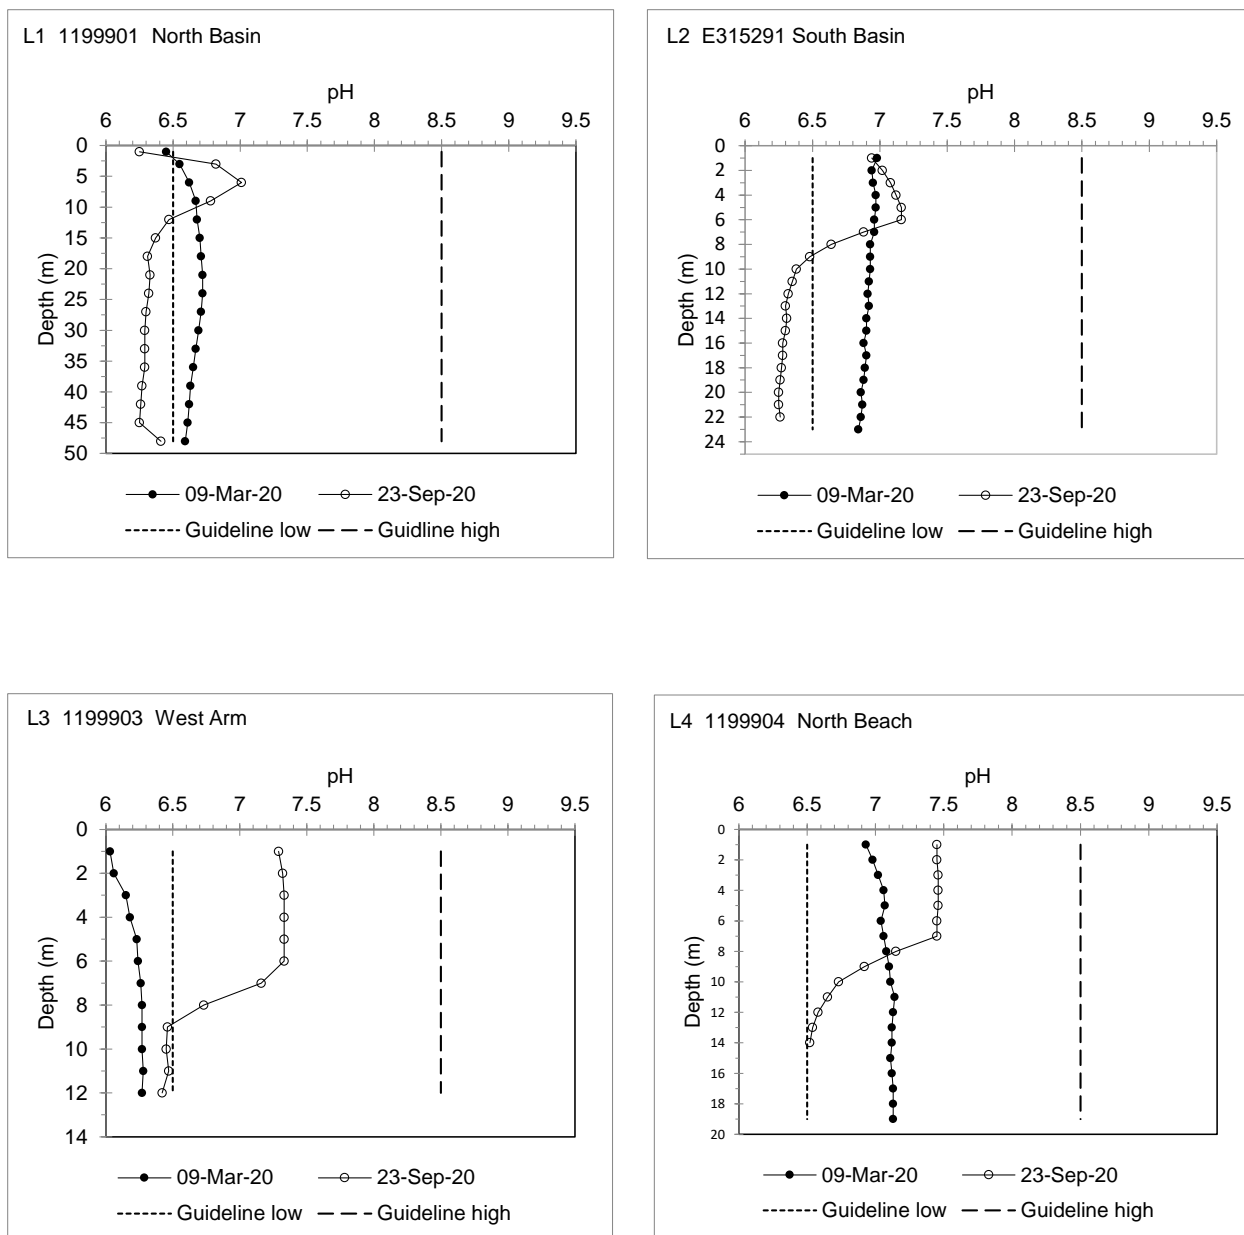 L1 1199901 North Basin
pH
6 6.5 7 7.5 8 8.5 9 9.5
0
5
10
15
20
25
30
35
40
45
50
Depth (m)
09-Mar-20 23-Sep-20
Guideline low Guidline high
L2 E315291 South Basin
pH
6 6.5 7 7.5 8 8.5 9 9.5
0
2
4
6
8
10
12
14
16
18
20
22
24
Depth (m)
09-Mar-20 23-Sep-20
Guideline low Guideline high
L3 1199903 West Arm
pH
6 6.5 7 7.5 8 8.5 9 9.5
0
2
4
6
8
10
12
14
Depth (m)
09-Mar-20 23-Sep-20
Guideline low Guideline high
L4 1199904 North Beach
pH
6 6.5 7 7.5 8 8.5 9 9.5
0
2
4
6
8
10
12
14
16
18
20
Depth (m)
09-Mar-20 23-Sep-20
Guideline low Guideline high